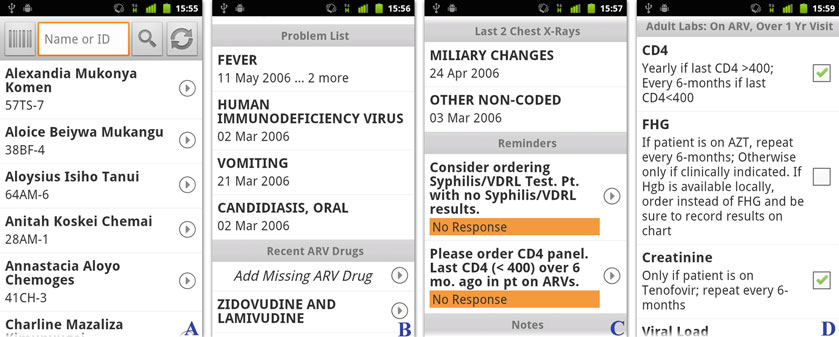 15:55
Name or ID
Alexandia Mukonya
Komen
57TS-7
Aloice Beiywa Mukangu
38BF-4
Aloysius Isiho Tanui
64AM-6
Anitah Koskei Chemai
28AM-1
Annastacia Aloyo
Chemoges
41CH-3
Charline Mazaliza
A
15:56
Problem List
FEVER
11 May 2006 ... 2 more
HUMAN
IMMUNODEFICIENCY VIRUS
02 Mar 2006
VOMITING
21 Mar 2006
CANDIDIASIS, ORAL
02 Mar 2006
Recent ARV Drugs
Add Missing ARV Drug
ZIDOVUDINE AND
LAMIVUDINE
B
15:57
Last 2 Chest X-Rays
MILIARY CHANGES
24 Apr 2006
OTHER NON-CODED
03 Mar 2006
Reminders
Consider ordering
Syphilis/VDRL Test. Pt.
with no Syphilis/VDRL
results.
No Response
Please order CD4 panel.
Last CD4 (< 400) over 6
mo. ago in pt on ARVs.
No Response
Notes
C
15:59
Adult Labs: On ARV, Over 1 Yr Visit
CD4
Yearly if last CD4 >400;
Every 6-months if last
CD4<400
FHG
If patient is on AZT, repeat
every 6-months; Otherwise
only if clinically indicated. If
Hgb is available locally,
order instead of FHG and be
sure to record results on
chart
Creatinine
Only if patient is on
Tenofovir; repeat every 6-
months
Viral Load
D